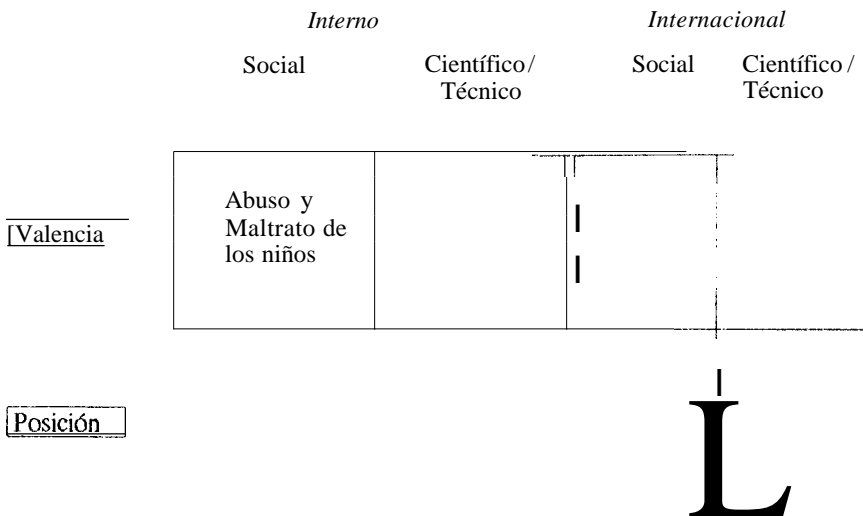 Interno Internacional
Social Científico/ Social Científico/
Técnico Técnico
Abuso y
Maltrato de
[Valencia
los niños
Posición
L